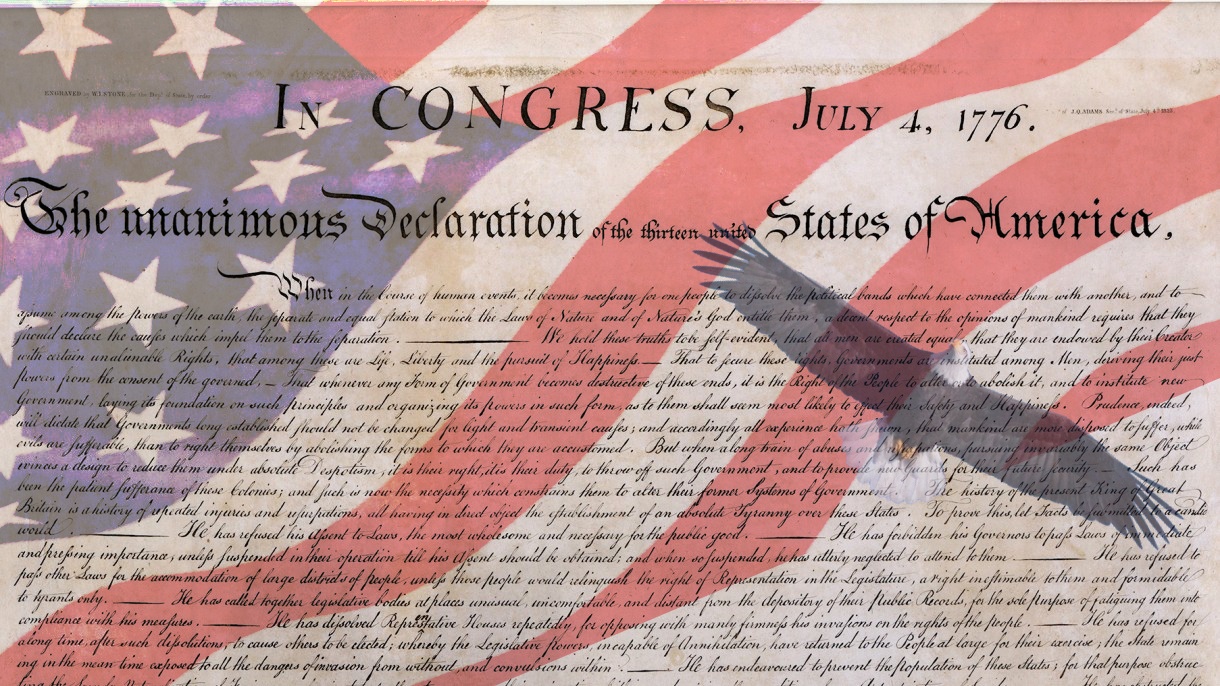 ENGRAVED by W.I.STONE, for the Dept. of State, by order
of J.Q.ADAMS Sec. of State, July 4th 1823.
In CONGRESS, July 4, 1776.
The unanimous Declaration of the thirteen united States of America,
When in the Course of human events, it becomes necessary for one people to dissolve the political bands which have connected them with another, and to
assume among the powers of the earth, the separate and equal station to which the Laws of Nature and of Nature's God entitle them, a decent respect to the opinions of mankind requires that they
should declare the causes which impel them to the separation. ——— We hold these truths to be self-evident, that all men are created equal, that they are endowed by their Creator
with certain unalienable Rights, that among these are Life, Liberty and the pursuit of Happiness. — That to secure these rights, Governments are instituted among Men, deriving their just
powers from the consent of the governed, — That whenever any Form of Government becomes destructive of these ends, it is the Right of the People to alter or to abolish it, and to institute new
Government, laying its foundation on such principles and organizing its powers in such form, as to them shall seem most likely to effect their Safety and Happiness. Prudence, indeed,
will dictate that Governments long established should not be changed for light and transient causes; and accordingly all experience hath shewn, that mankind are more disposed to suffer, while
evils are sufferable, than to right themselves by abolishing the forms to which they are accustomed. But when a long train of abuses and pursuing invariably the same Object
evinces a design to reduce them under absolute Despotism, it is their right, it is their duty, to throw off such Government, and to provide new Guards for their future security. — Such has
been the patient sufferance of these Colonies; and such is now the necessity which constrains them to alter their former Systems of Government. The history of the present King of Great
Britain is a history of repeated injuries and usurpations, all having in direct object the establishment of an absolute Tyranny over these States. To prove this, let Facts be submitted to a candid
world. ——— He has refused his Assent to Laws, the most wholesome and necessary for the public good. ——— He has forbidden his Governors to pass Laws of immediate
and pressing importance, unless suspended in their operation till his Assent should be obtained; and when so suspended, he has utterly neglected to attend to them. ——— He has refused to
pass other Laws for the accommodation of large districts of people, unless those people would relinquish the right of Representation in the Legislature, a right inestimable to them and formidable
to tyrants only. ——— He has called together legislative bodies at places unusual, uncomfortable, and distant from the depository of their Public Records, for the sole purpose of fatiguing them into
compliance with his measures. ——— He has dissolved Representative Houses repeatedly, for opposing with manly firmness his invasions on the rights of the people. ——— He has refused for
a long time, after such dissolutions, to cause others to be elected; whereby the Legislative powers, incapable of Annihilation, have returned to the People at large for their exercise; the State remain
ing in the mean time exposed to all the dangers of invasion from without, and convulsions within. ——— He has endeavoured to prevent the population of these States; for that purpose obstruc